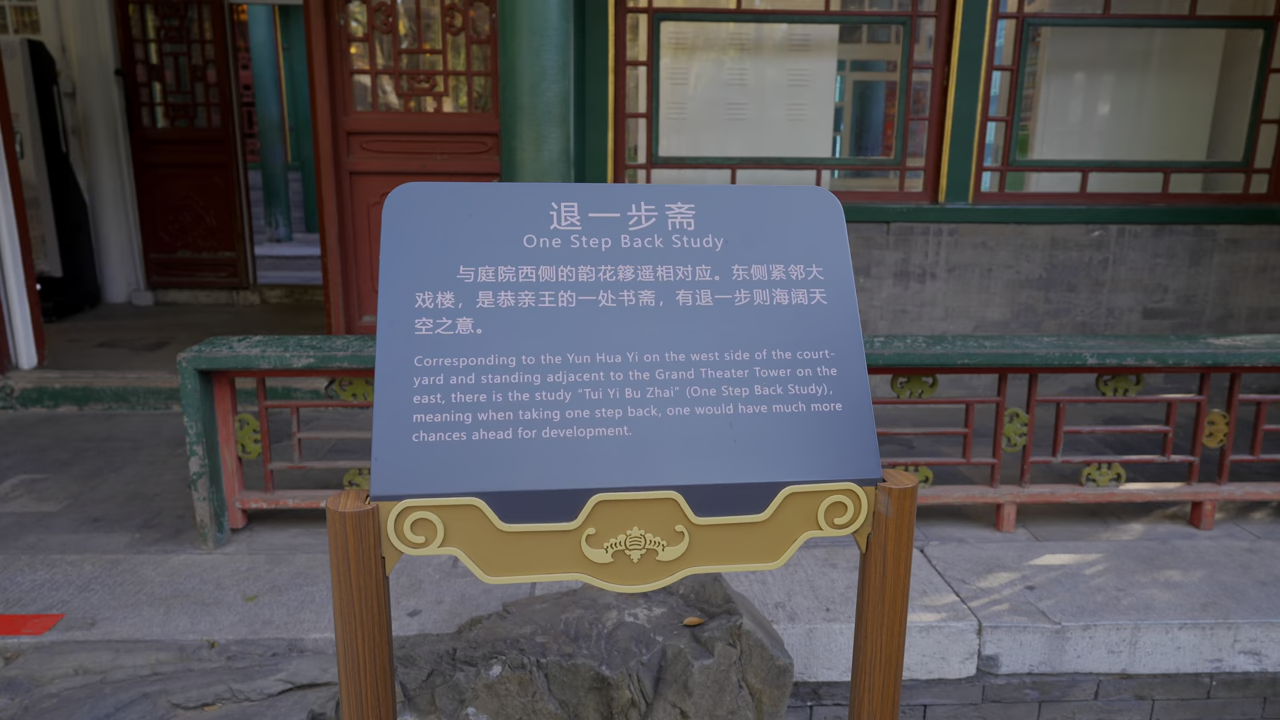 退一步斋
One Step Back Study
与庭院西侧的韵花簃遥相对应。东侧紧邻大
戏楼，是恭亲王的一处书斋，有退一步则海阔天
空之意。
Corresponding to the Yun Hua Yi on the west side of the court-
yard and standing adjacent to the Grand Theater Tower on the
east, there is the study “Tui Yi Bu Zhai” (One Step Back Study),
meaning when taking one step back, one would have much more
chances ahead for development.